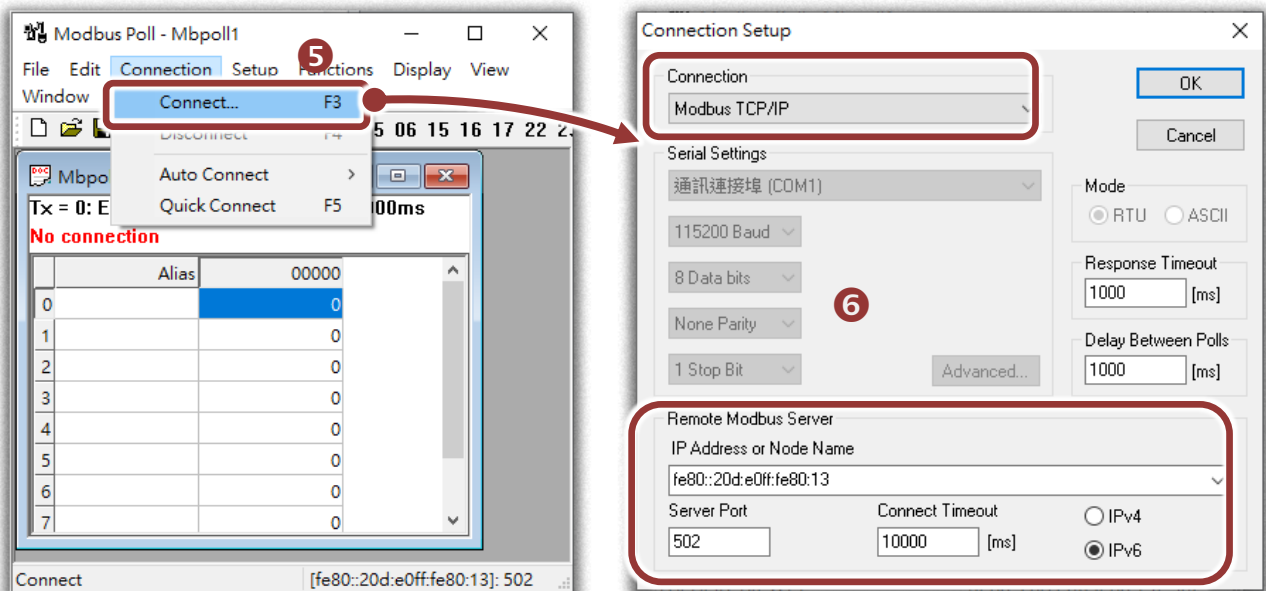 Modbus Poll - Mbpoll1
File Edit Connection Setup Functions Display View
Window
5
Connect... F3
Disconnect F4
Auto Connect >
Quick Connect F5
05 06 15 16 17 22 23
Mbpo
Tx = 0: E
000ms
No connection
Alias 00000
0 0
1 0
2 0
3 0
4 0
5 0
6 0
7 0
Connect [fe80::20d:e0ff:fe80:13]: 502
Connection Setup
Connection
Modbus TCP/IP
OK
Cancel
Serial Settings
通訊連接埠 (COM1)
115200 Baud
8 Data bits
None Parity
1 Stop Bit
Advanced...
6
Mode
RTU ASCII
Response Timeout
1000 [ms]
Delay Between Polls
1000 [ms]
Remote Modbus Server
IP Address or Node Name
fe80::20d:e0ff:fe80:13
Server Port Connect Timeout
502 10000 [ms]
IPv4
IPv6